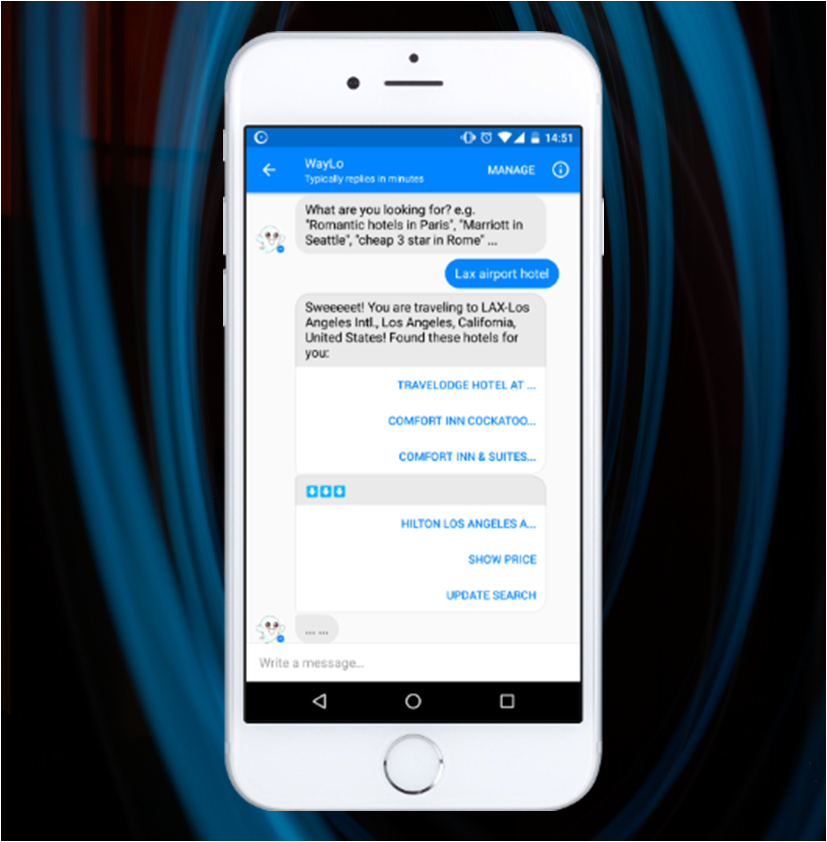 14:51
WayLo
Typically replies in minutes
MANAGE
What are you looking for? e.g.
"Romantic hotels in Paris", "Marriott in
Seattle", "cheap 3 star in Rome" ...
Lax airport hotel
Sweeeeet! You are traveling to LAX-Los
Angeles Intl., Los Angeles, California,
United States! Found these hotels for
you:
TRAVELODGE HOTEL AT ...
COMFORT INN COCKATOO...
COMFORT INN & SUITES...
HILTON LOS ANGELES A...
SHOW PRICE
UPDATE SEARCH
... ...
Write a message...